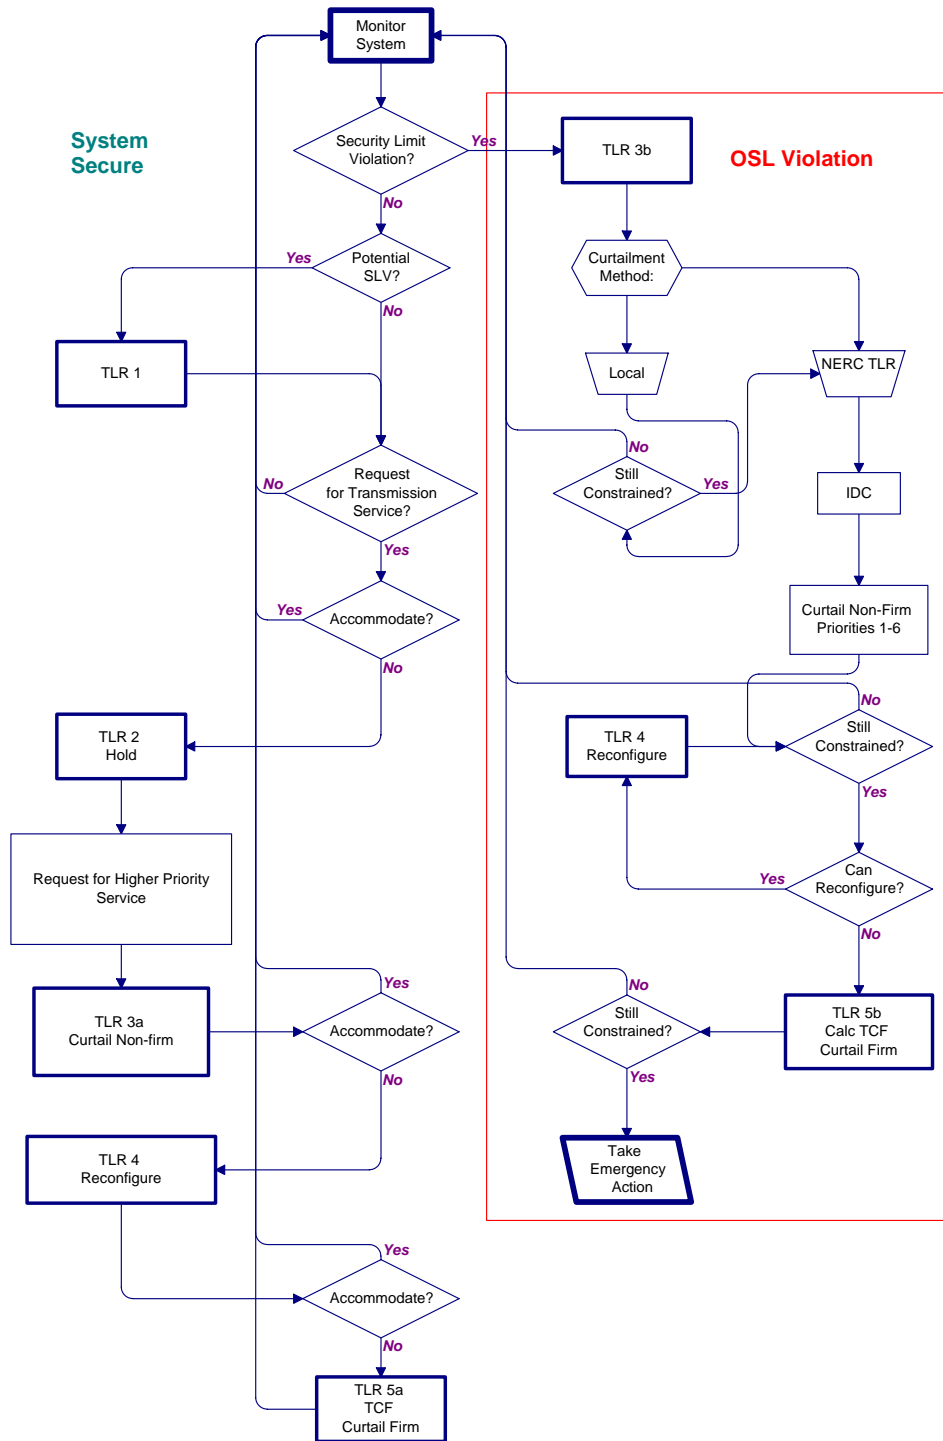 Monitor
System
System
Secure
Security Limit
Violation?
Yes
No
TLR 3b
OSL Violation
Potential
SLV?
Yes
No
Curtailment
Method:
TLR 1
Local
NERC TLR
Request
for Transmission
Service?
No
Yes
No
Still
Constrained?
Yes
IDC
Accommodate?
Yes
No
Curtail Non-Firm
Priorities 1-6
TLR 2
Hold
TLR 4
Reconfigure
No
Still
Constrained?
Yes
Request for Higher Priority
Service
Can
Reconfigure?
Yes
No
TLR 3a
Curtail Non-firm
Yes
Accommodate?
No
No
Still
Constrained?
Yes
TLR 5b
Calc TCF
Curtail Firm
TLR 4
Reconfigure
Take
Emergency
Action
Yes
Accommodate?
No
TLR 5a
TCF
Curtail Firm